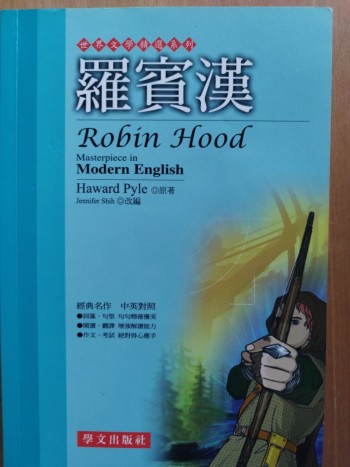 世界文學精選系列
羅賓漢
Robin Hood
Masterpiece in
Modern English
Haward Pyle ◎原著
Jennifer Shih ◎改編
經典名作 中英對照
●詞彙、句型 句句精雕優美
●閱讀、翻譯 增強解讀能力
●作文、考試 絕對得心應手
學文出版社